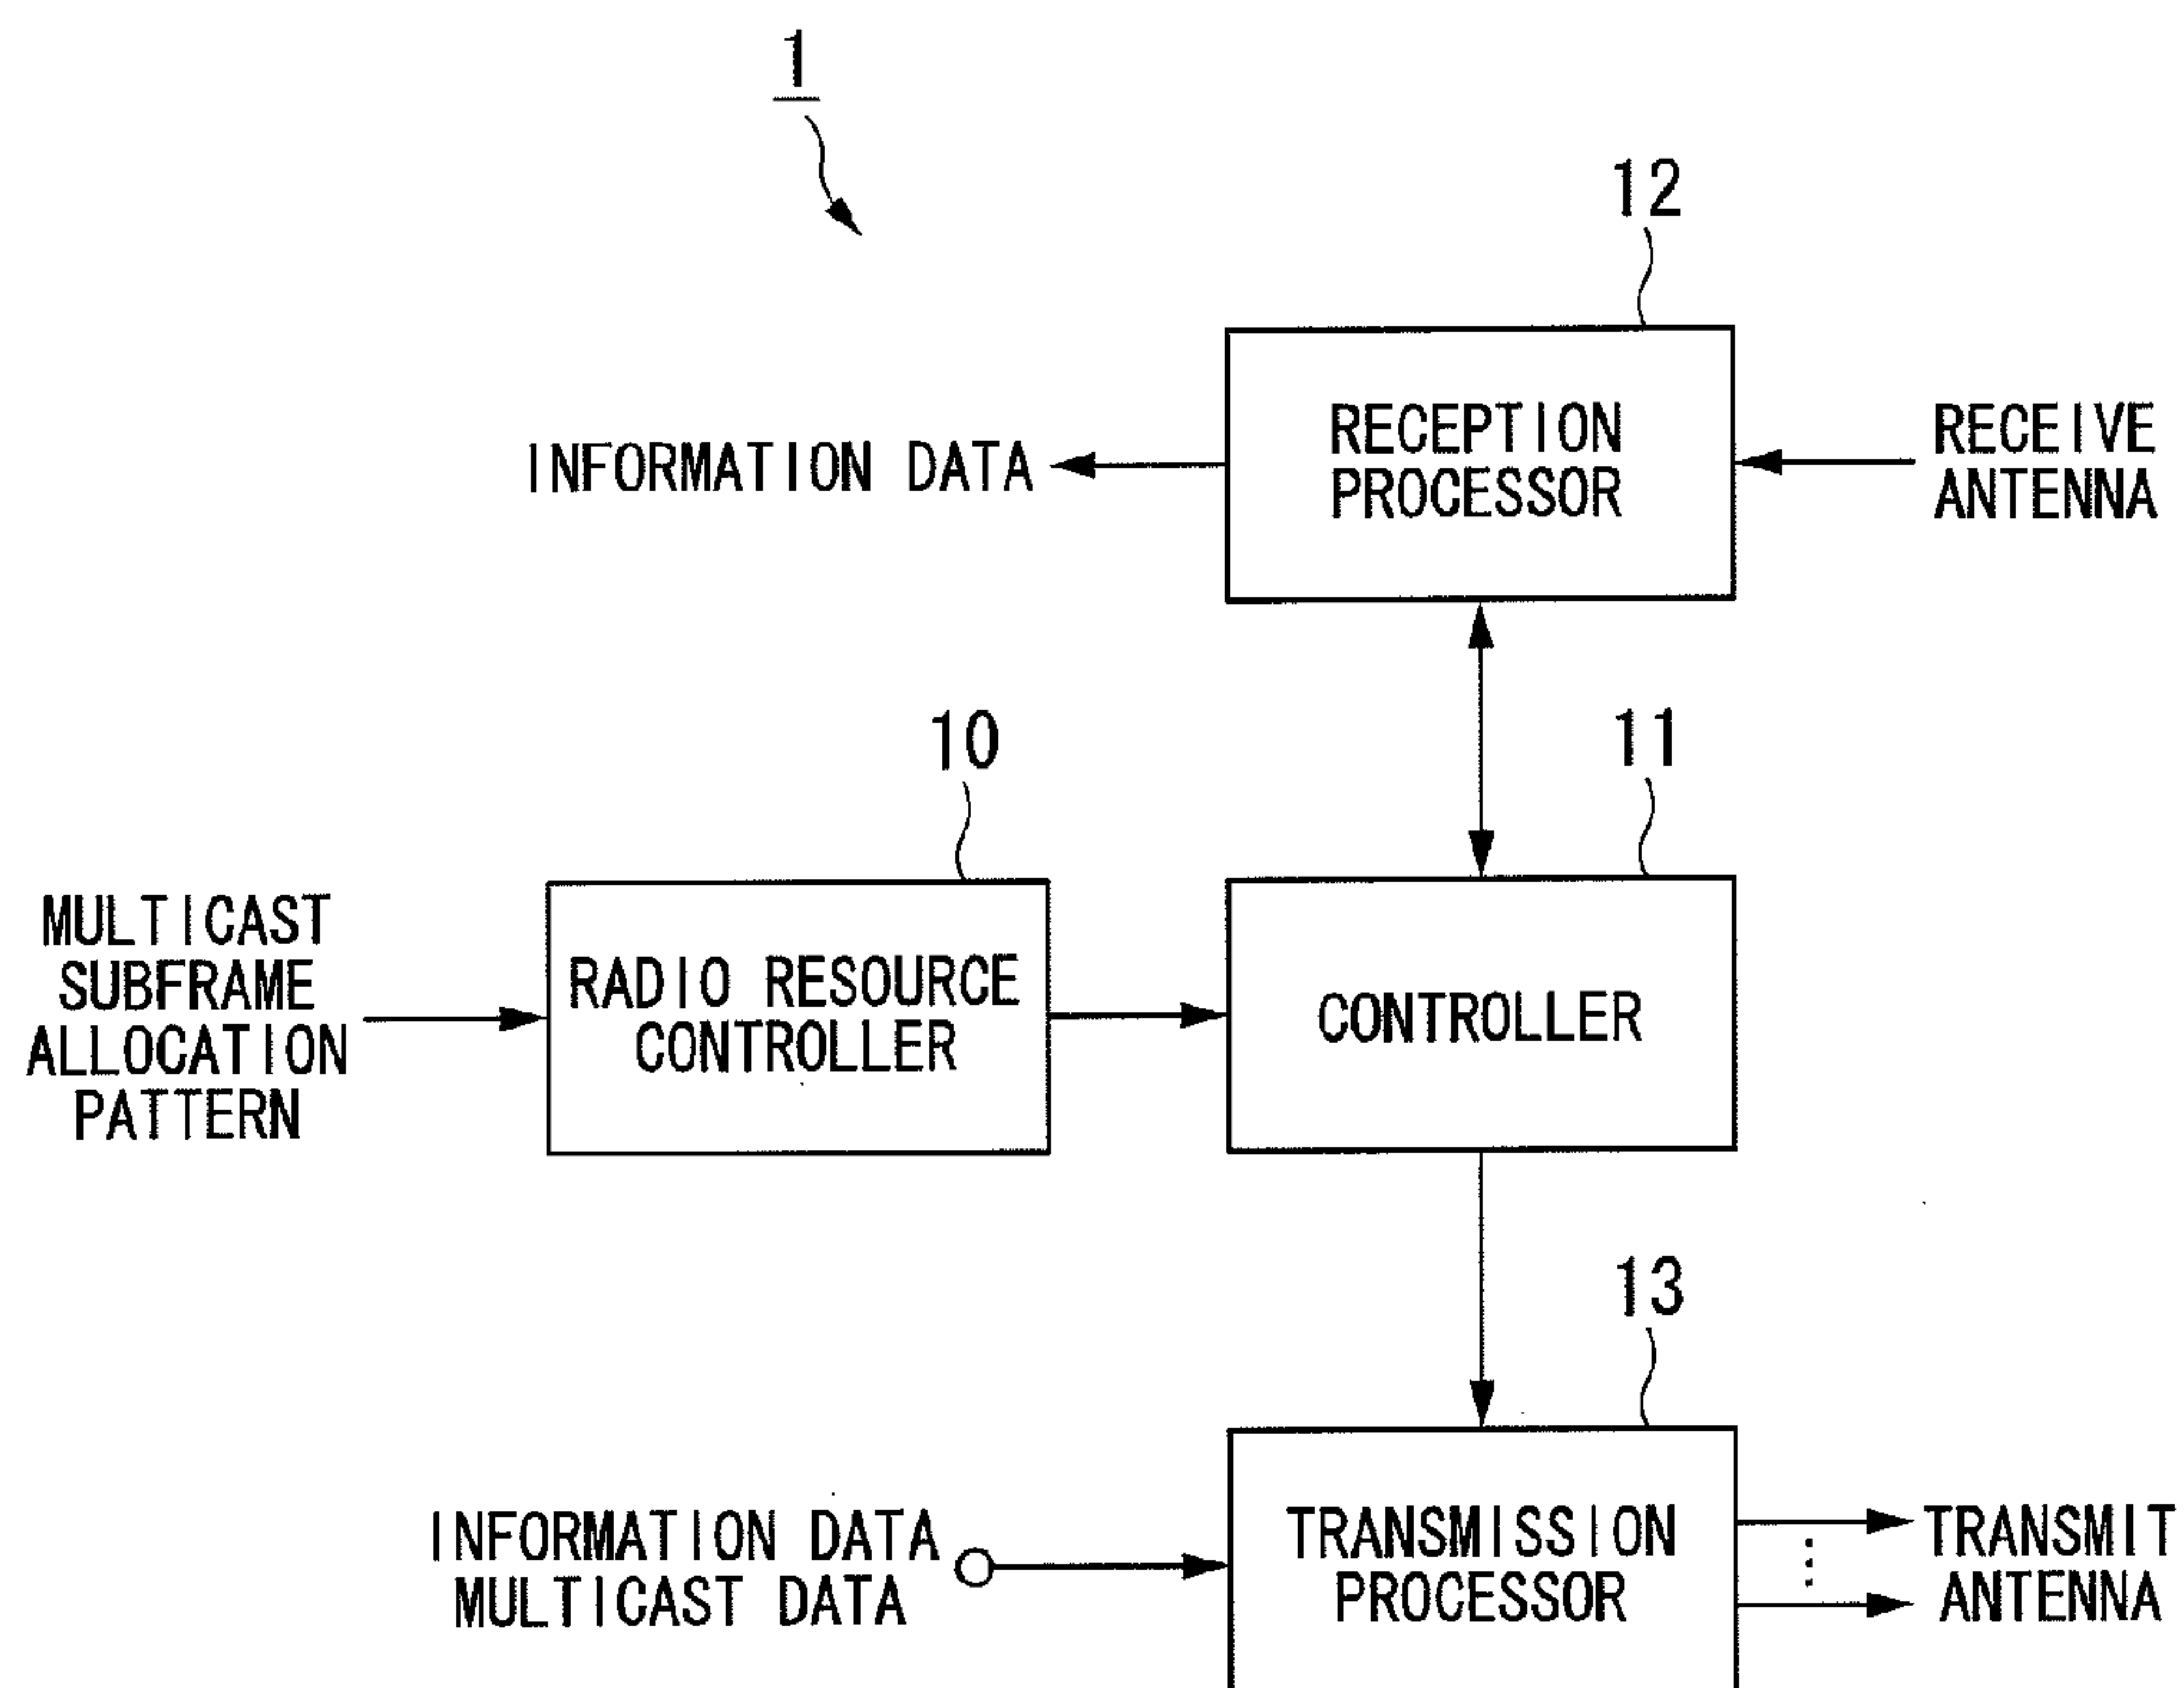 1
12
RECEPTION
PROCESSOR
INFORMATION DATA
RECEIVE
ANTENNA
10
11
MULTICAST
SUBFRAME
ALLOCATION
PATTERN
RADIO RESOURCE
CONTROLLER
CONTROLLER
13
INFORMATION DATA
MULTICAST DATA
TRANSMISSION
PROCESSOR
TRANSMIT
ANTENNA